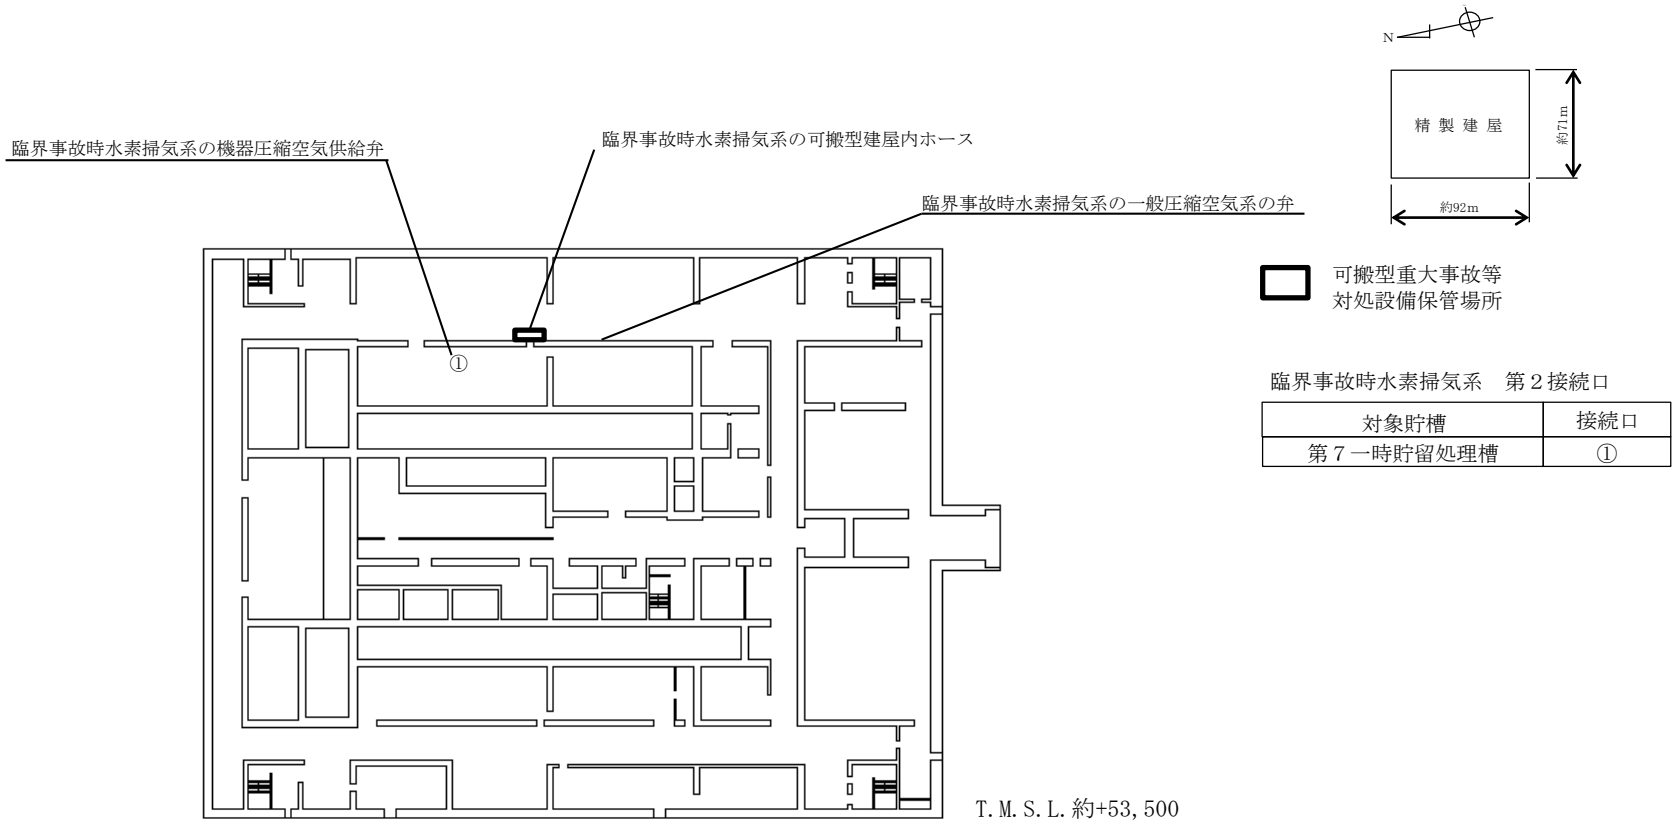 N
精 製 建 屋
約71m
約92m
臨界事故時水素掃気系の機器圧縮空気供給弁
臨界事故時水素掃気系の可搬型建屋内ホース
臨界事故時水素掃気系の一般圧縮空気系の弁
①
可搬型重大事故等
対処設備保管場所
臨界事故時水素掃気系　第２接続口
対象貯槽 接続口
第７一時貯留処理槽 ①
T.M.S.L.約+53,500